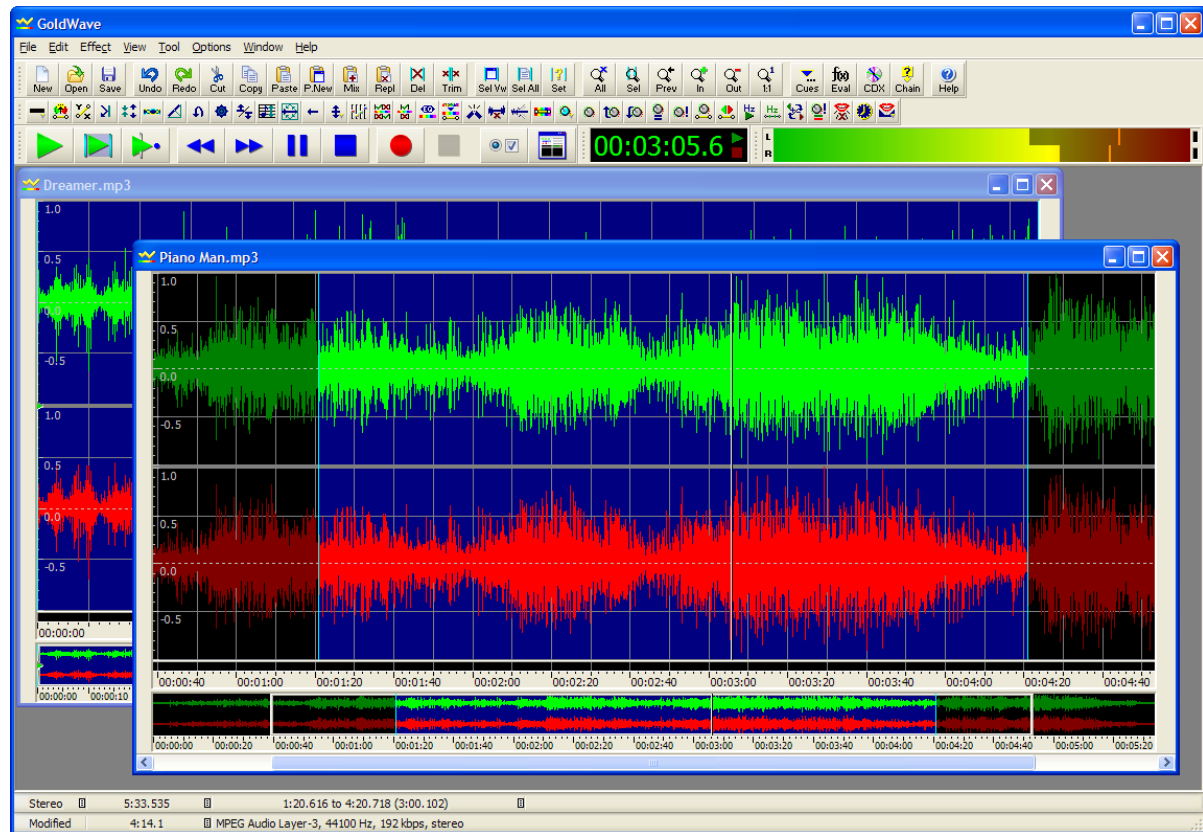 GoldWave
File Edit Effect View Tool Options Window Help
New Open Save Undo Redo Cut Copy Paste P.New Mix Repl Del Trim Sel Vw Sel All Set All Sel Prev In Out 1:1 Cues Eval CDX Chain Help
00:03:05.6
L
R
Dreamer.mp3
1.0
0.5
0.0
-0.5
1.0
0.5
0.0
-0.5
00:00:00
00:00:00 00:00:10
Piano Man.mp3
1.0
0.5
0.0
-0.5
1.0
0.5
0.0
-0.5
00:00:40 00:01:00 00:01:20 00:01:40 00:02:00 00:02:20 00:02:40 00:03:00 00:03:20 00:03:40 00:04:00 00:04:20 00:04:40
00:00:00 00:00:20 00:00:40 00:01:00 00:01:20 00:01:40 00:02:00 00:02:20 00:02:40 00:03:00 00:03:20 00:03:40 00:04:00 00:04:20 00:04:40 00:05:00 00:05:20
Stereo 5:33.535 1:20.616 to 4:20.718 (3:00.102)
Modified 4:14.1 MPEG Audio Layer-3, 44100 Hz, 192 kbps, stereo